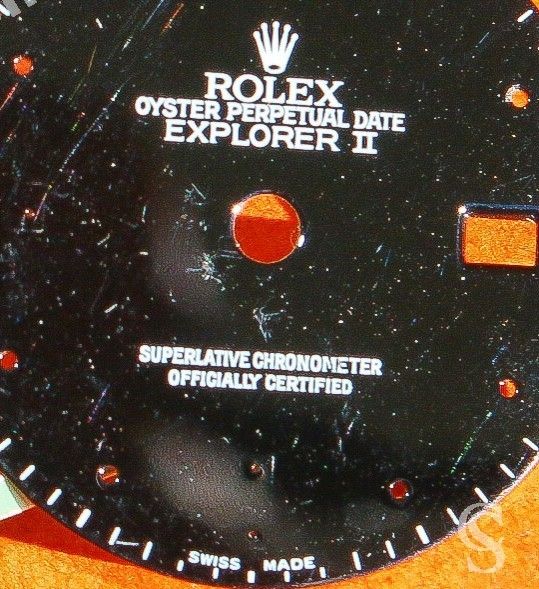 ROLEX
OYSTER PERPETUAL DATE
EXPLORER II
SUPERLATIVE CHRONOMETER
OFFICIALLY CERTIFIED
SWISS MADE